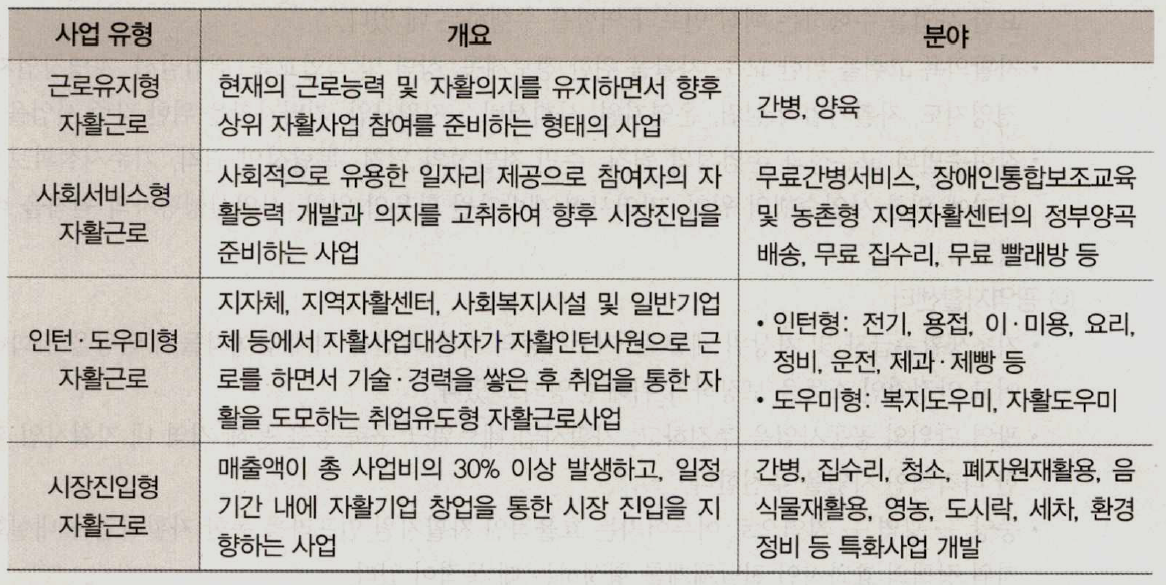 사업 유형
개요
분야
근로유지형
자활근로
현재의 근로능력 및 자활의지를 유지하면서 향후
상위 자활사업 참여를 준비하는 형태의 사업
간병, 양육
사회서비스형
자활근로
사회적으로 유용한 일자리 제공으로 참여자의 자
활능력 개발과 의지를 고취하여 향후 시장진입을
준비하는 사업
무료간병서비스, 장애인통합보조교육
및 농촌형 지역자활센터의 정부양곡
배송, 무료 집수리, 무료 빨래방 등
인턴·도우미형
자활근로
지자체, 지역자활센터, 사회복지시설 및 일반기업
체 등에서 자활사업대상자가 자활인턴사원으로 근
로를 하면서 기술·경력을 쌓은 후 취업을 통한 자
활을 도모하는 취업유도형 자활근로사업
• 인턴형: 전기, 용접, 이·미용, 요리,
정비, 운전, 제과·제빵 등
• 도우미형: 복지도우미, 자활도우미
시장진입형
자활근로
매출액이 총 사업비의 30% 이상 발생하고, 일정
기간 내에 자활기업 창업을 통한 시장 진입을 지
향하는 사업
간병, 집수리, 청소, 폐자원재활용, 음
식물재활용, 영농, 도시락, 세차, 환경
정비 등 특화사업 개발